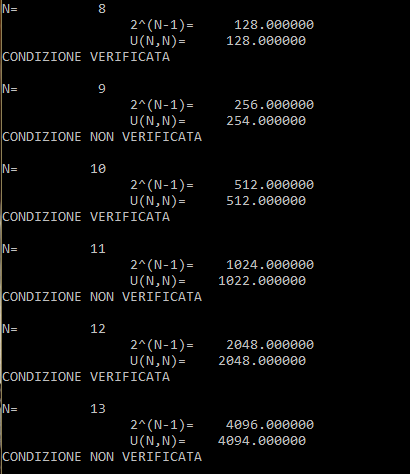 N= 8
2^(N-1)= 128.000000
U(N,N)= 128.000000
CONDIZIONE VERIFICATA
N= 9
2^(N-1)= 256.000000
U(N,N)= 254.000000
CONDIZIONE NON VERIFICATA
N= 10
2^(N-1)= 512.000000
U(N,N)= 512.000000
CONDIZIONE VERIFICATA
N= 11
2^(N-1)= 1024.000000
U(N,N)= 1022.000000
CONDIZIONE NON VERIFICATA
N= 12
2^(N-1)= 2048.000000
U(N,N)= 2048.000000
CONDIZIONE VERIFICATA
N= 13
2^(N-1)= 4096.000000
U(N,N)= 4094.000000
CONDIZIONE NON VERIFICATA